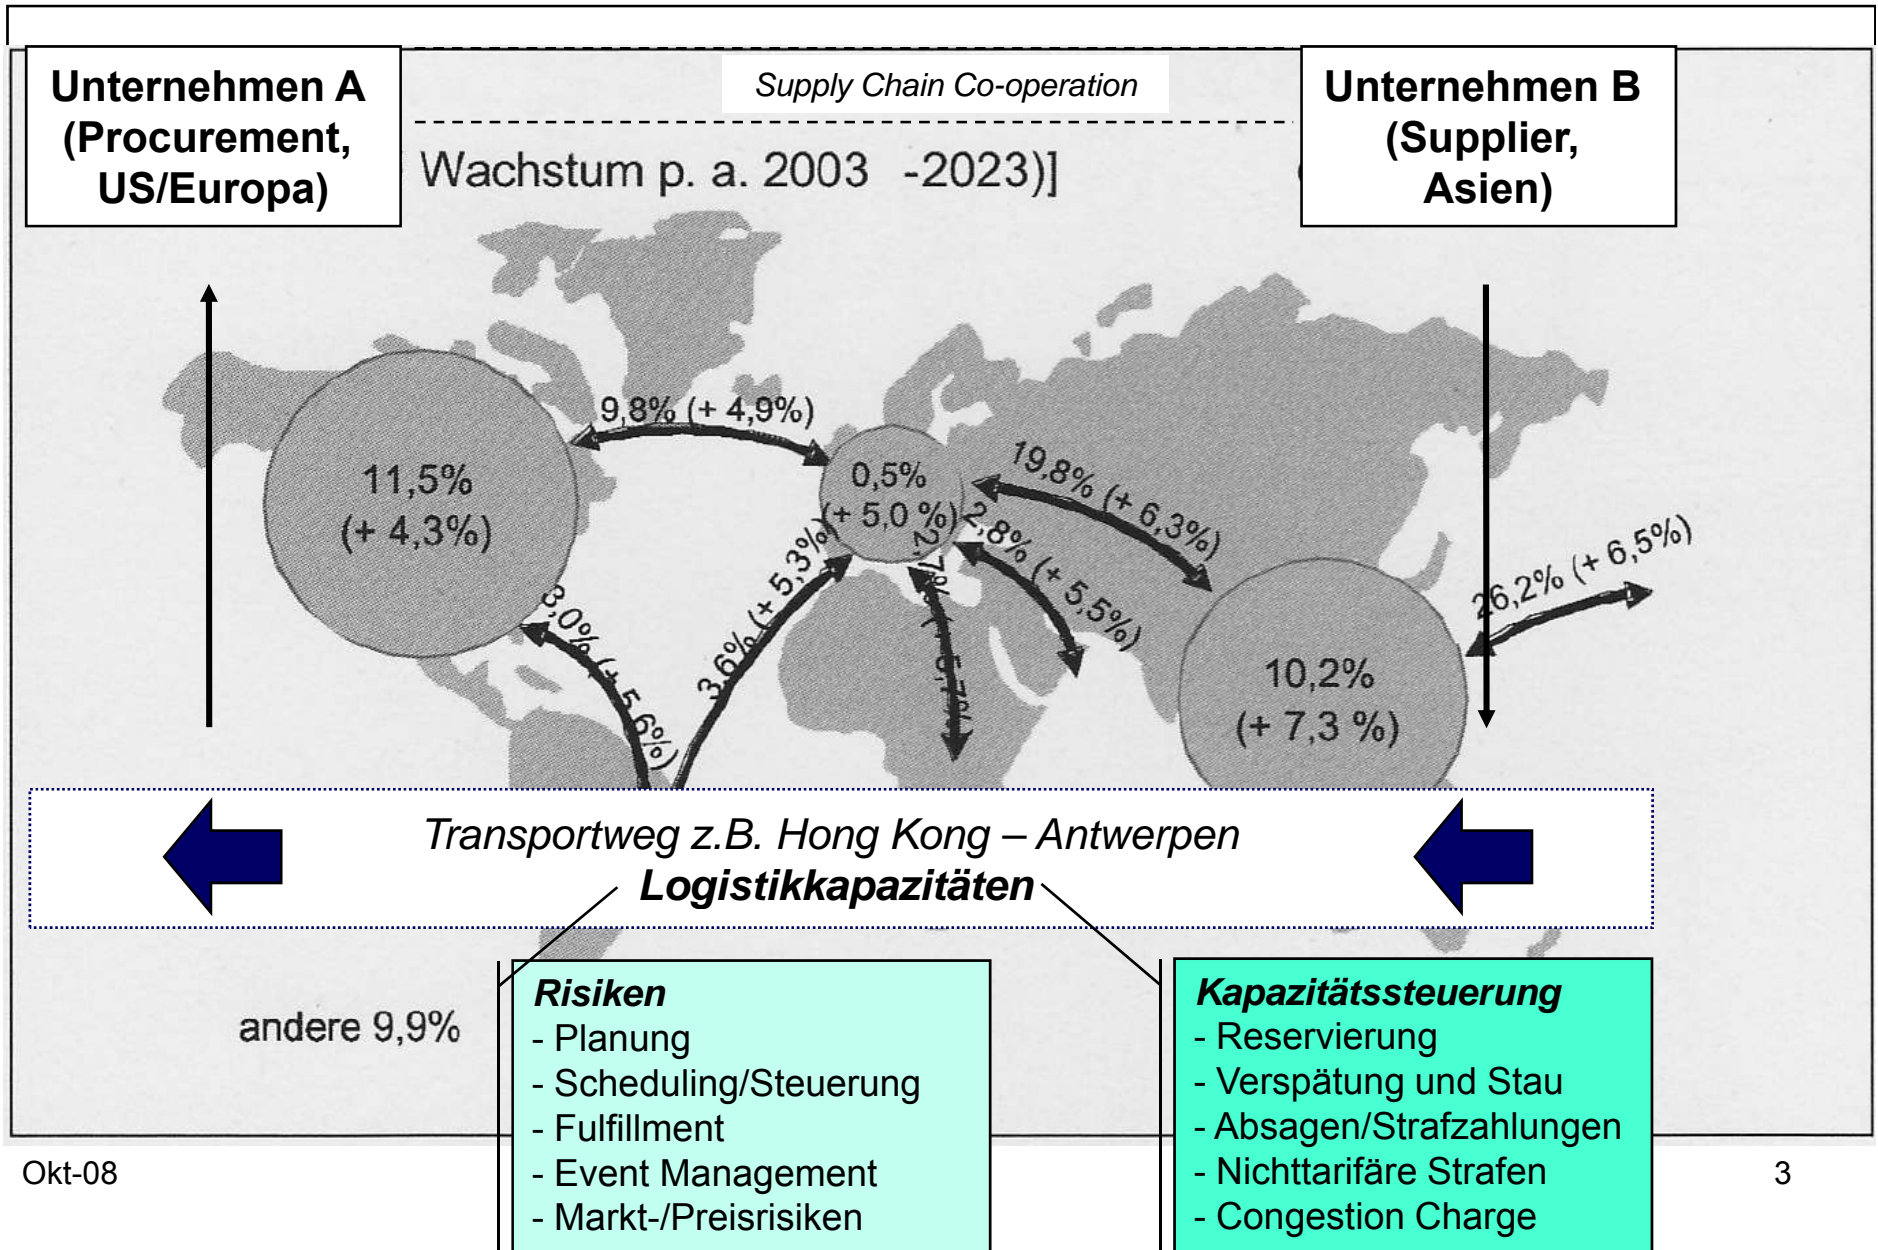 Unternehmen A
(Procurement,
US/Europa)
Supply Chain Co-operation
Unternehmen B
(Supplier,
Asien)
Wachstum p. a. 2003 -2023)]
9,8% (+ 4,9%)
11,5%
(+ 4,3%)
0,5%
(+ 5,0 %)
19,8% (+ 6,3%)
2,8% (+ 5,5%)
2,7% (+ 5,7%)
3,6% (+ 5,3%)
3,0% (+ 5,6%)
26,2% (+ 6,5%)
10,2%
(+ 7,3 %)
Transportweg z.B. Hong Kong – Antwerpen
Logistikkapazitäten
andere 9,9%
Risiken
- Planung
- Scheduling/Steuerung
- Fulfillment
- Event Management
- Markt-/Preisrisiken
Kapazitätssteuerung
- Reservierung
- Verspätung und Stau
- Absagen/Strafzahlungen
- Nichttarifäre Strafen
- Congestion Charge
Okt-08
3